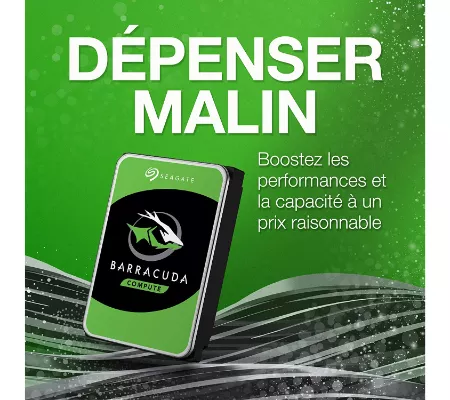 DÉPENSER
MALIN
Boostez les
performances et
la capacité à un
prix raisonnable
SEAGATE
BARRACUDA
COMPUTE